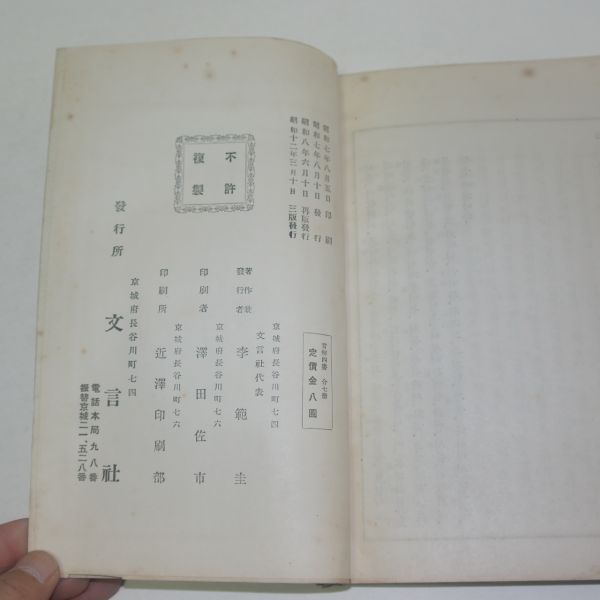 昭和七年八月五日印刷
昭和七年八月十日發行
昭和八年六月十日再版發行
昭和十二年三月十日三版發行
不許
複製
定價金八圓
京城府長谷川町七四
文言社代表
著作兼
發行者 李範圭
京城府長谷川町七六
印刷者 澤田佐市
京城府長谷川町七六
印刷所 近澤印刷部
京城府長谷川町七四
發行所 文言社
電話本局九八番
振替京城二一、五二八番